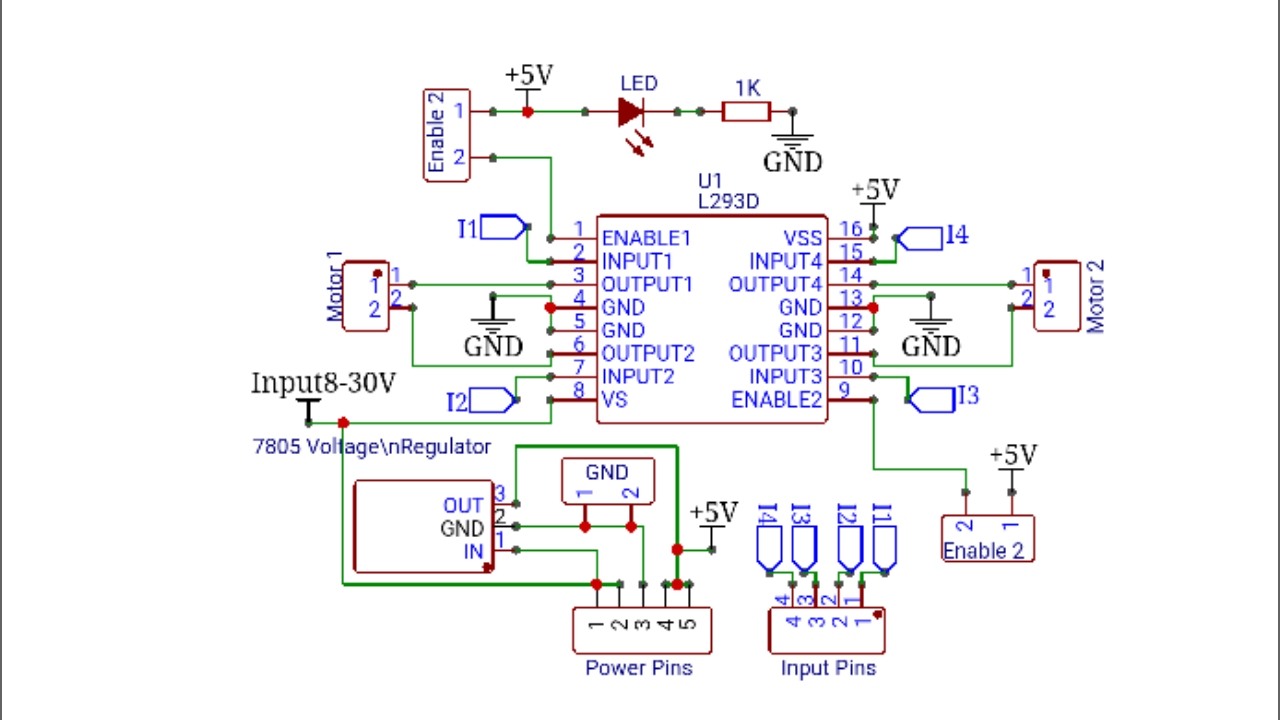 +5V
LED
1K
Enable 2
1
2
GND
U1
L293D
+5V
I1
I4
1
ENABLE1
VSS
16
2
INPUT1
INPUT4
15
3
OUTPUT1
OUTPUT4
14
4
GND
GND
13
5
GND
GND
12
6
OUTPUT2
OUTPUT3
11
7
INPUT2
INPUT3
10
8
VS
ENABLE2
9
Motor 1
1
1
2
2
GND
GND
Motor 2
1
1
2
2
Input8-30V
I2
I3
7805 Voltage\nRegulator
OUT
3
GND
2
IN
1
GND
1
2
+5V
+5V
I4
I3
I2
I1
2
1
Enable 2
4
3
2
1
1
2
3
4
5
4
3
2
1
Power Pins
Input Pins